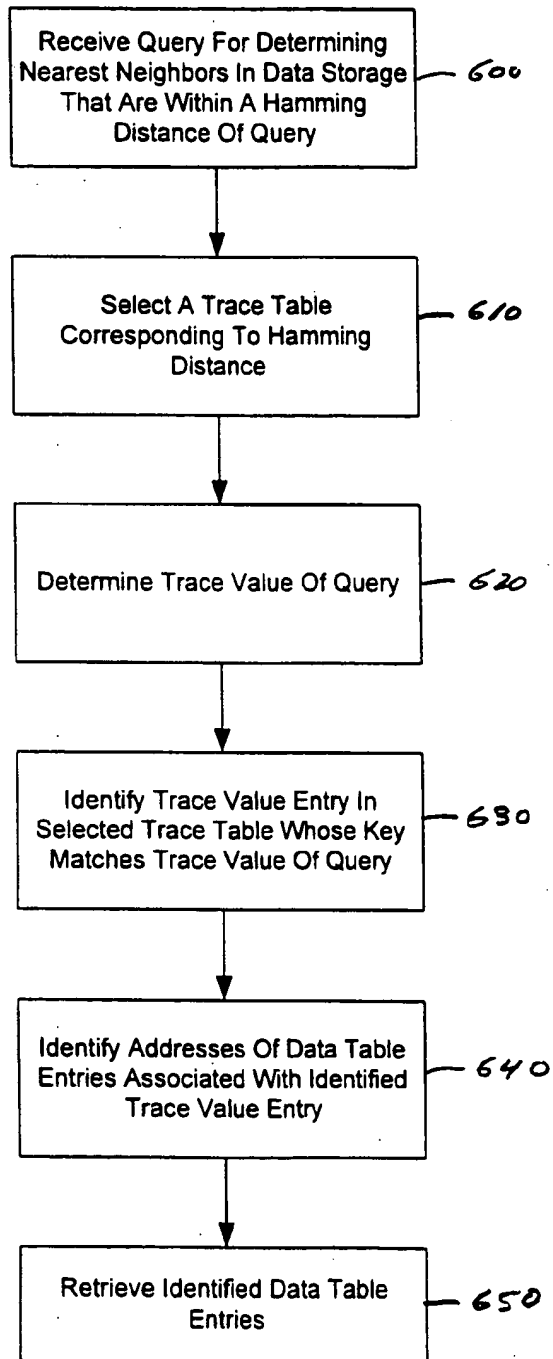 Receive Query For Determining
Nearest Neighbors In Data Storage
That Are Within A Hamming
Distance Of Query
600
Select A Trace Table
Corresponding To Hamming
Distance
610
Determine Trace Value Of Query
620
Identify Trace Value Entry In
Selected Trace Table Whose Key
Matches Trace Value Of Query
630
Identify Addresses Of Data Table
Entries Associated With Identified
Trace Value Entry
640
Retrieve Identified Data Table
Entries
650